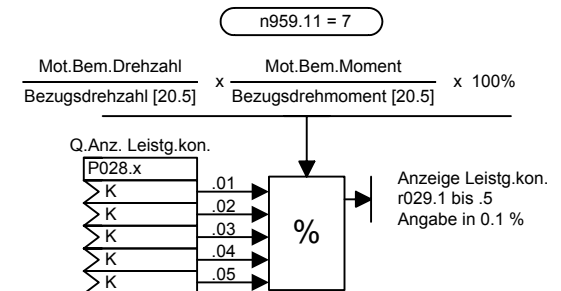 n959.11 = 7
Mot.Bem.Drehzahl
Bezugsdrehzahl [20.5]
x
Mot.Bem.Moment
Bezugsdrehmoment [20.5]
x 100%
Q.Anz. Leistg.kon.
P028.x
K .01
K .02
K .03
K .04
K .05
%
Anzeige Leistg.kon.
r029.1 bis .5
Angabe in 0.1 %